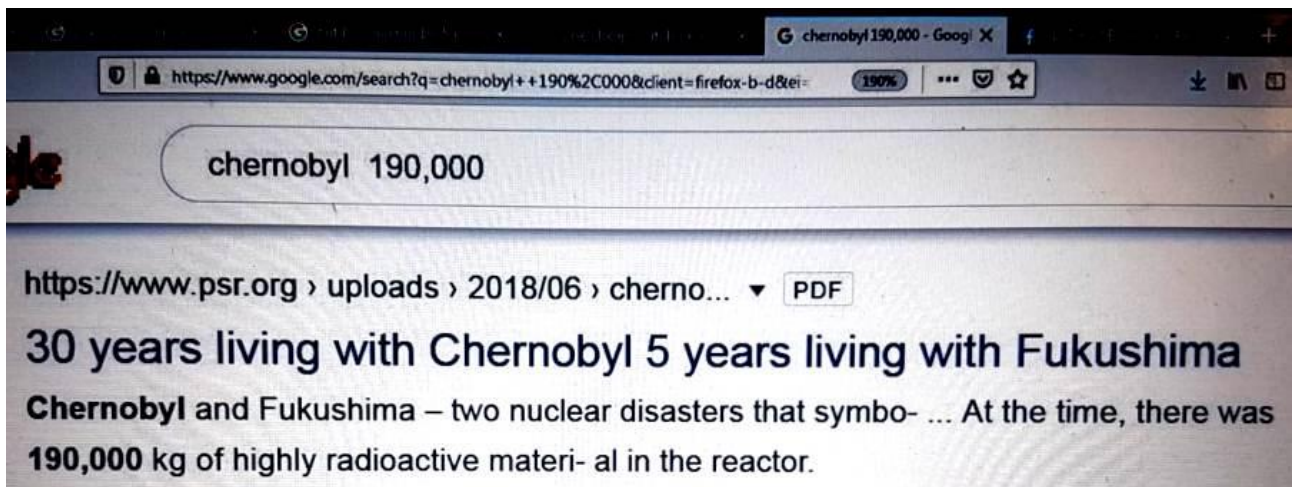 chernobyl 190,000 - Googl
https://www.google.com/search?q=chernobyl++190%2C000&client=firefox-b-d&ei=
190%
chernobyl 190,000
https://www.psr.org › uploads › 2018/06 › cherno... PDF
30 years living with Chernobyl 5 years living with Fukushima
Chernobyl and Fukushima – two nuclear disasters that symbo- ... At the time, there was
190,000 kg of highly radioactive materi- al in the reactor.